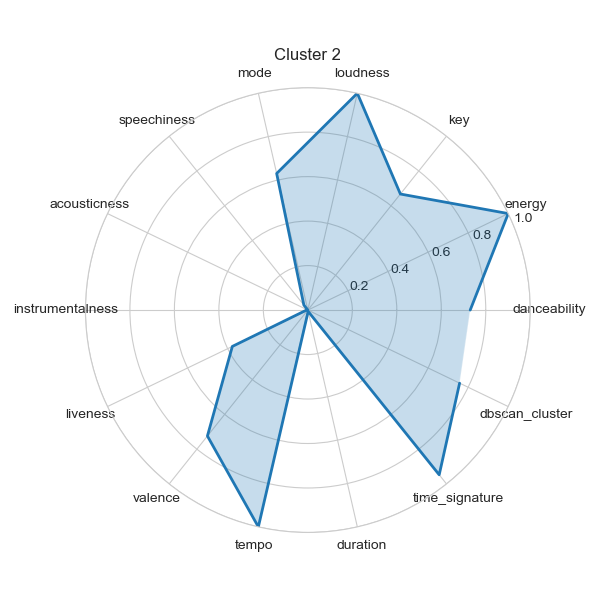 Cluster 2
mode
loudness
speechiness
key
acousticness
energy
1.0
0.8
0.6
0.4
0.2
instrumentalness
danceability
liveness
dbscan_cluster
valence
time_signature
tempo
duration